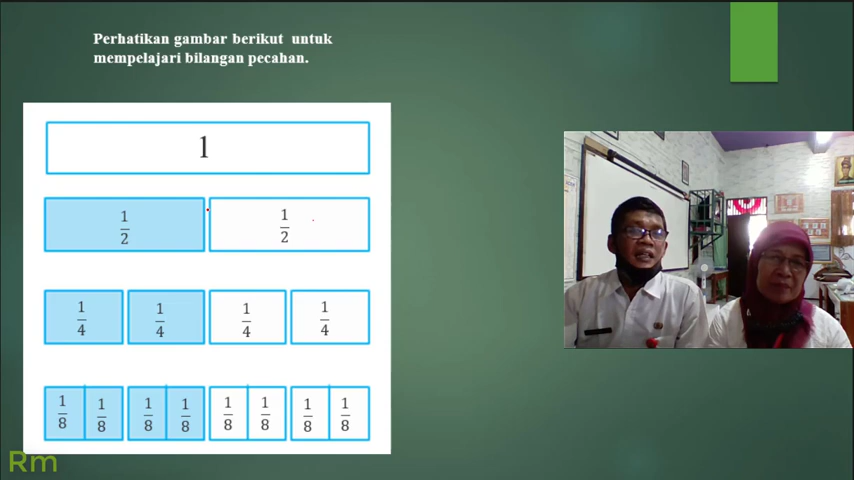 Perhatikan gambar berikut untuk
mempelajari bilangan pecahan.
1
1/2 1/2
1/4 1/4 1/4 1/4
1/8 1/8 1/8 1/8 1/8 1/8 1/8 1/8
Rm